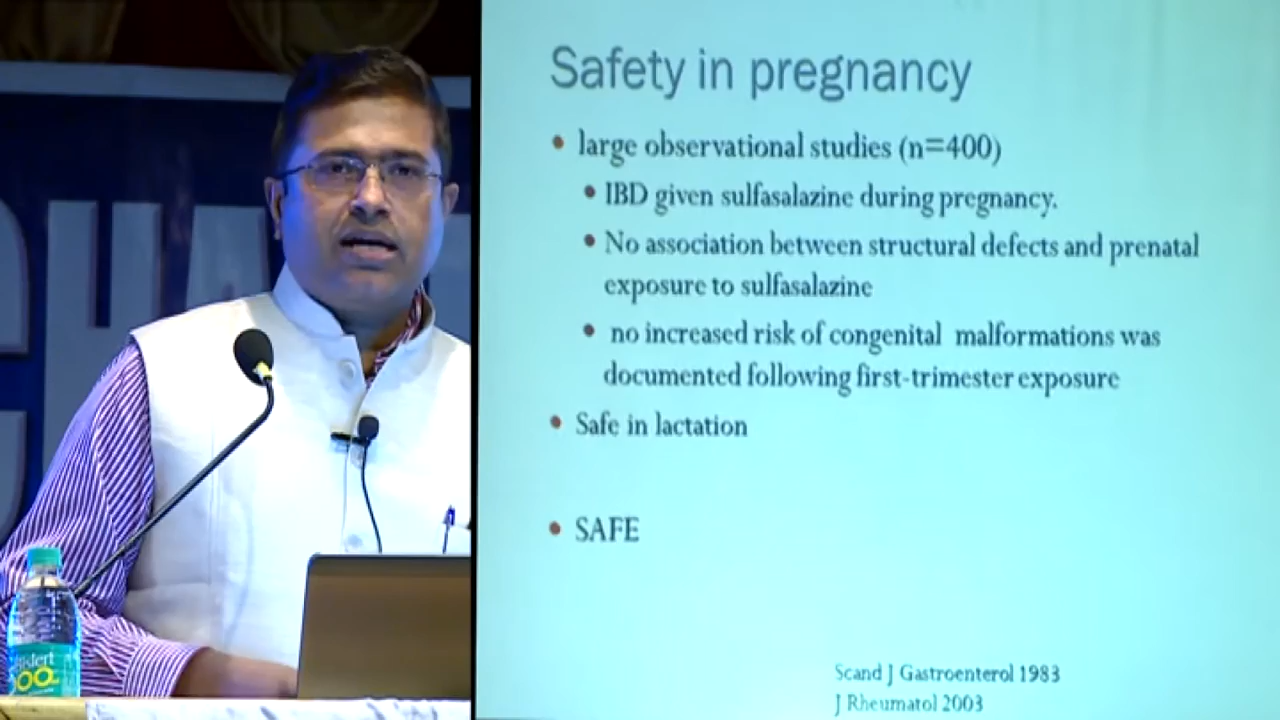 Safety in pregnancy
• large observational studies (n=400)
• IBD given sulfasalazine during pregnancy.
• No association between structural defects and prenatal
exposure to sulfasalazine
• no increased risk of congenital malformations was
documented following first-trimester exposure
• Safe in lactation
• SAFE
Scand J Gastroenterol 1983
J Rheumatol 2003